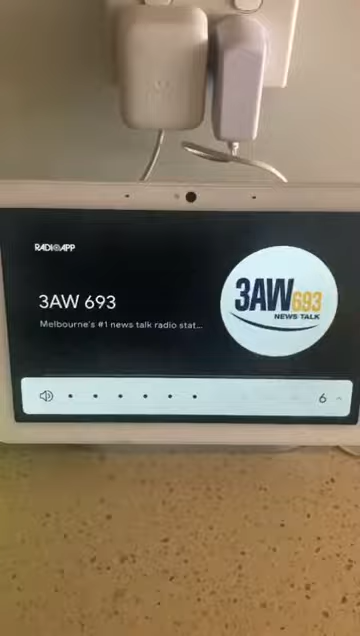 RADIOAPP
3AW 693
Melbourne's #1 news talk radio stat...
3AW693
NEWS TALK
6